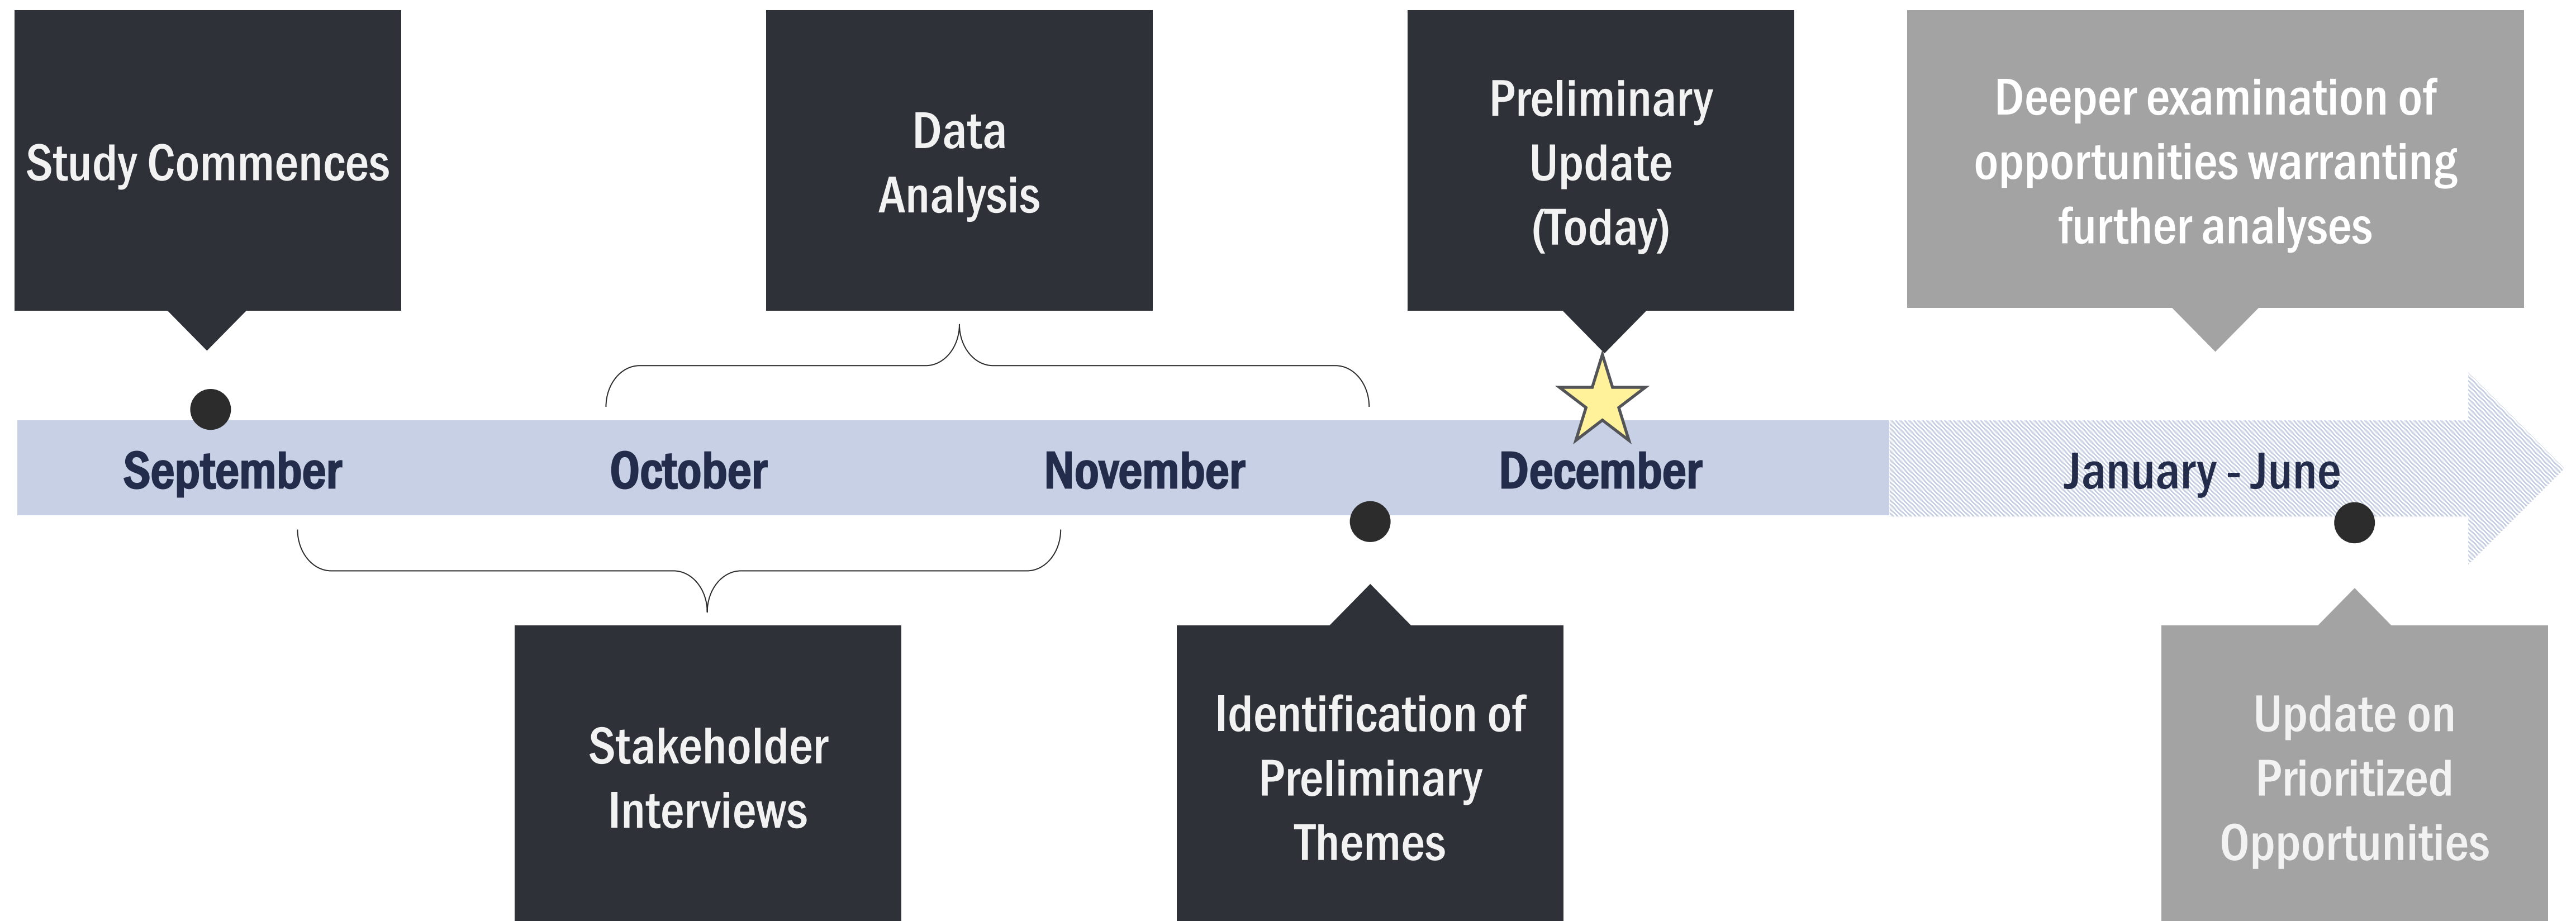 Study Commences
Data
Analysis
Preliminary
Update
(Today)
Deeper examination of
opportunities warranting
further analyses
September
October
November
December
January - June
Stakeholder
Interviews
Identification of
Preliminary
Themes
Update on
Prioritized
Opportunities